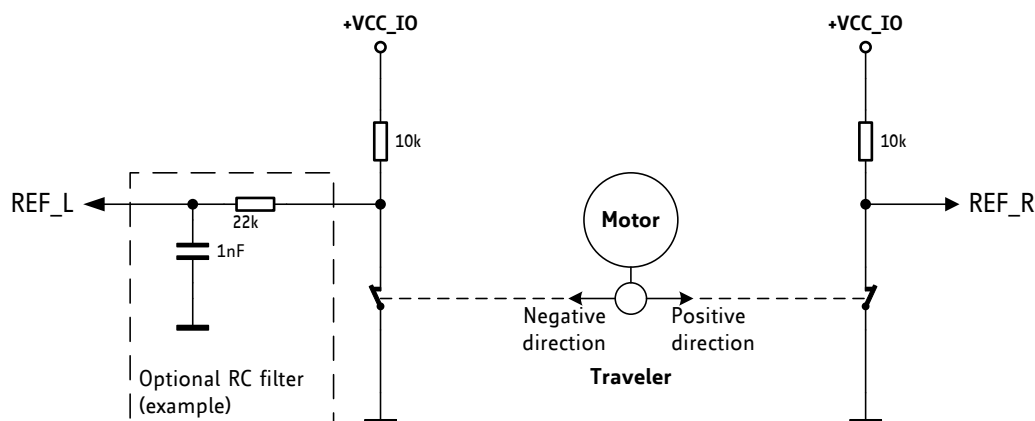 +VCC_IO
+VCC_IO
10k
10k
REF_L
22k
1nF
Motor
REF_R
Negative
direction
Positive
direction
Traveler
Optional RC filter
(example)